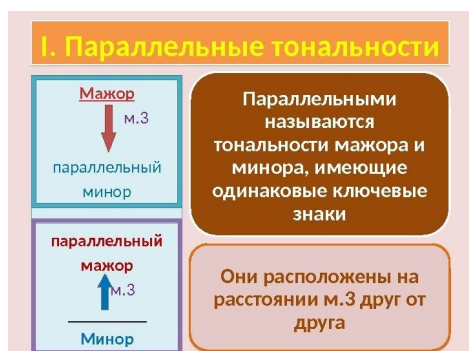 I. Параллельные тональности
Мажор
м.3
параллельный
минор
Параллельными
называются
тональности мажора и
минора, имеющие
одинаковые ключевые
знаки
параллельный
мажор
м.3
Минор
Они расположены на
расстоянии м.3 друг от
друга